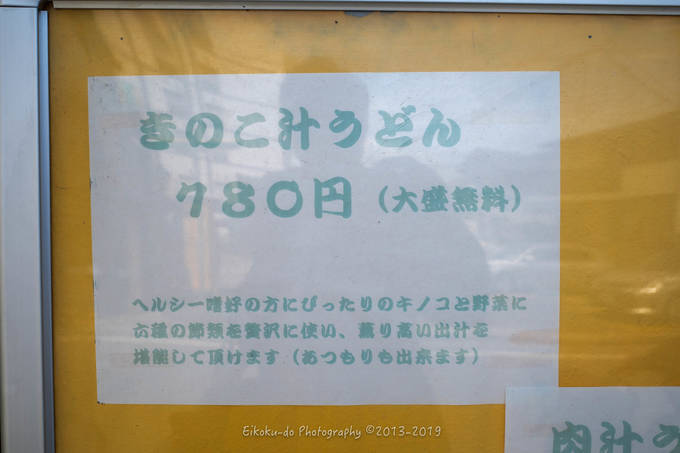 きのこ汁うどん
780円（大盛無料）
ヘルシー嗜好の方にぴったりのキノコと野菜に
六種の節類を贅沢に使い、薫り高い出汁を
堪能して頂けます（あつもりも出来ます）
肉汁う
Eikoku-do Photography ©2013-2019